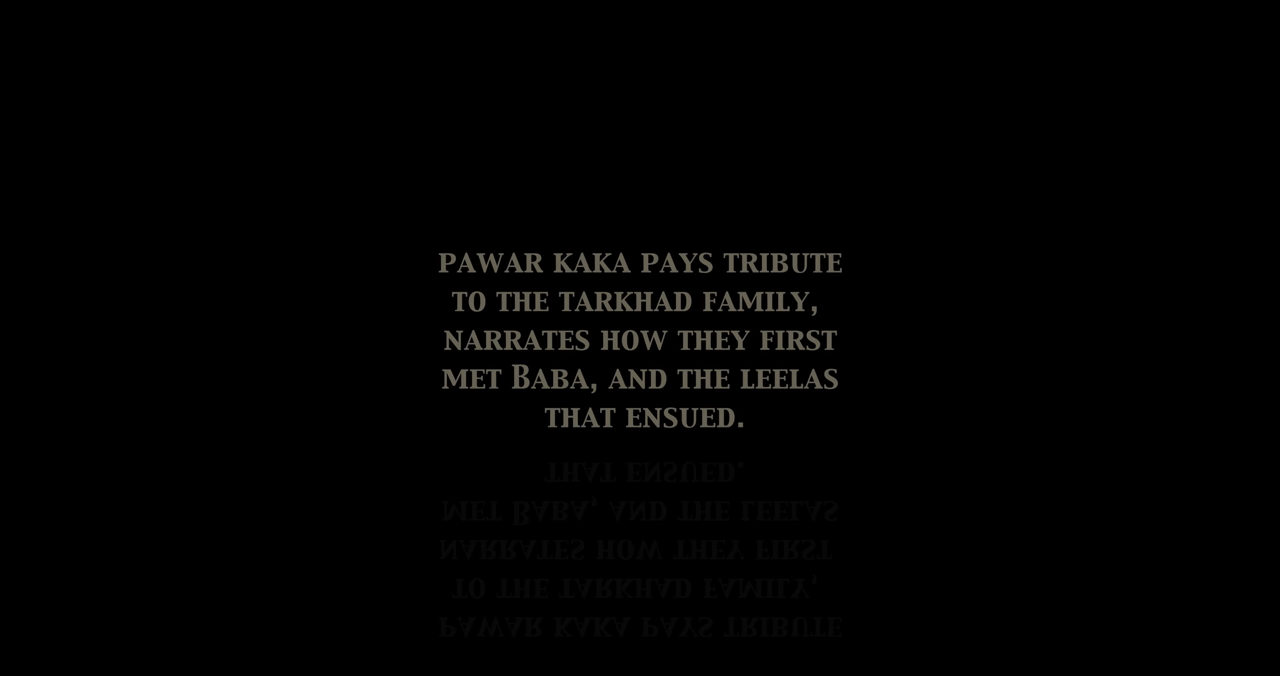 PAWAR KAKA PAYS TRIBUTE
TO THE TARKHAD FAMILY,
NARRATES HOW THEY FIRST
MET BABA, AND THE LEELAS
THAT ENSUED.